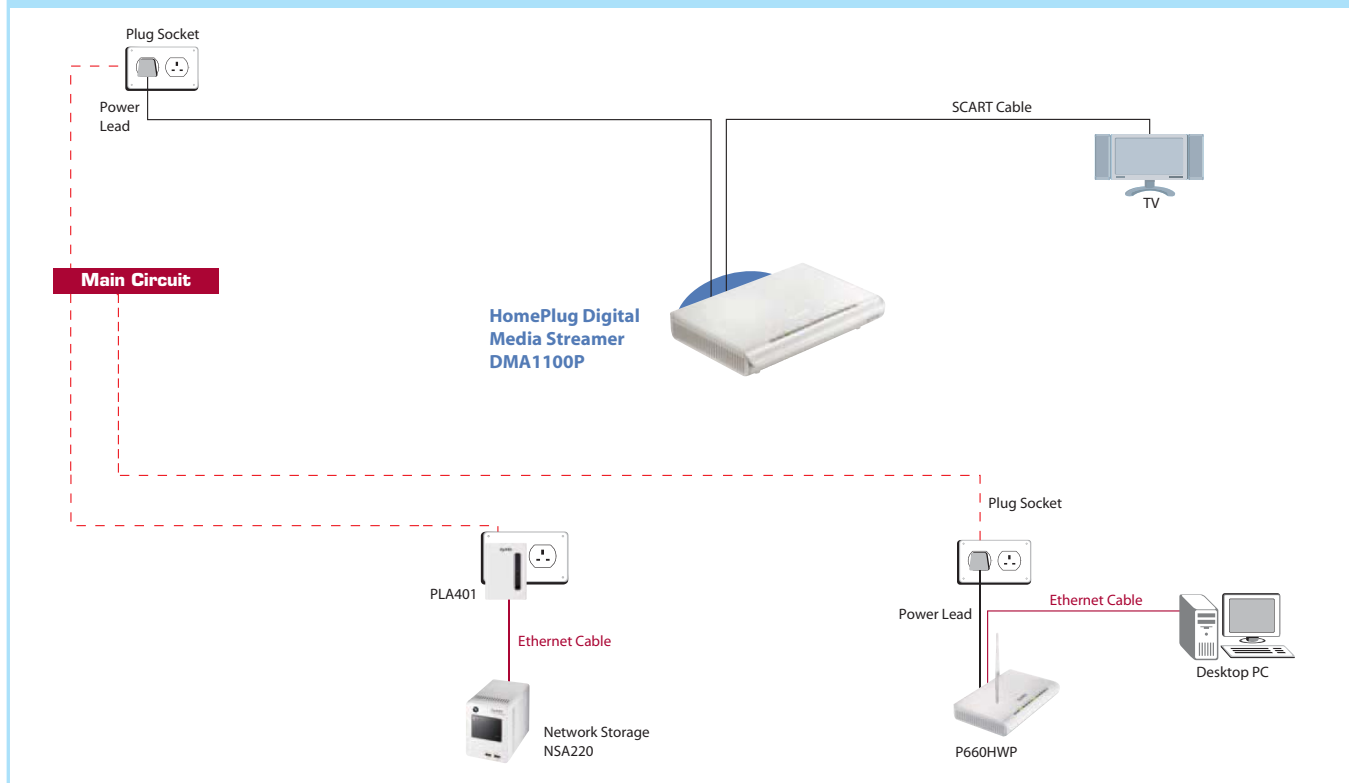 Plug Socket
Power
Lead
SCART Cable
TV
Main Circuit
HomePlug Digital
Media Streamer
DMA1100P
Plug Socket
PLA401
Ethernet Cable
Power Lead
Ethernet Cable
Desktop PC
Network Storage
NSA220
P660HWP